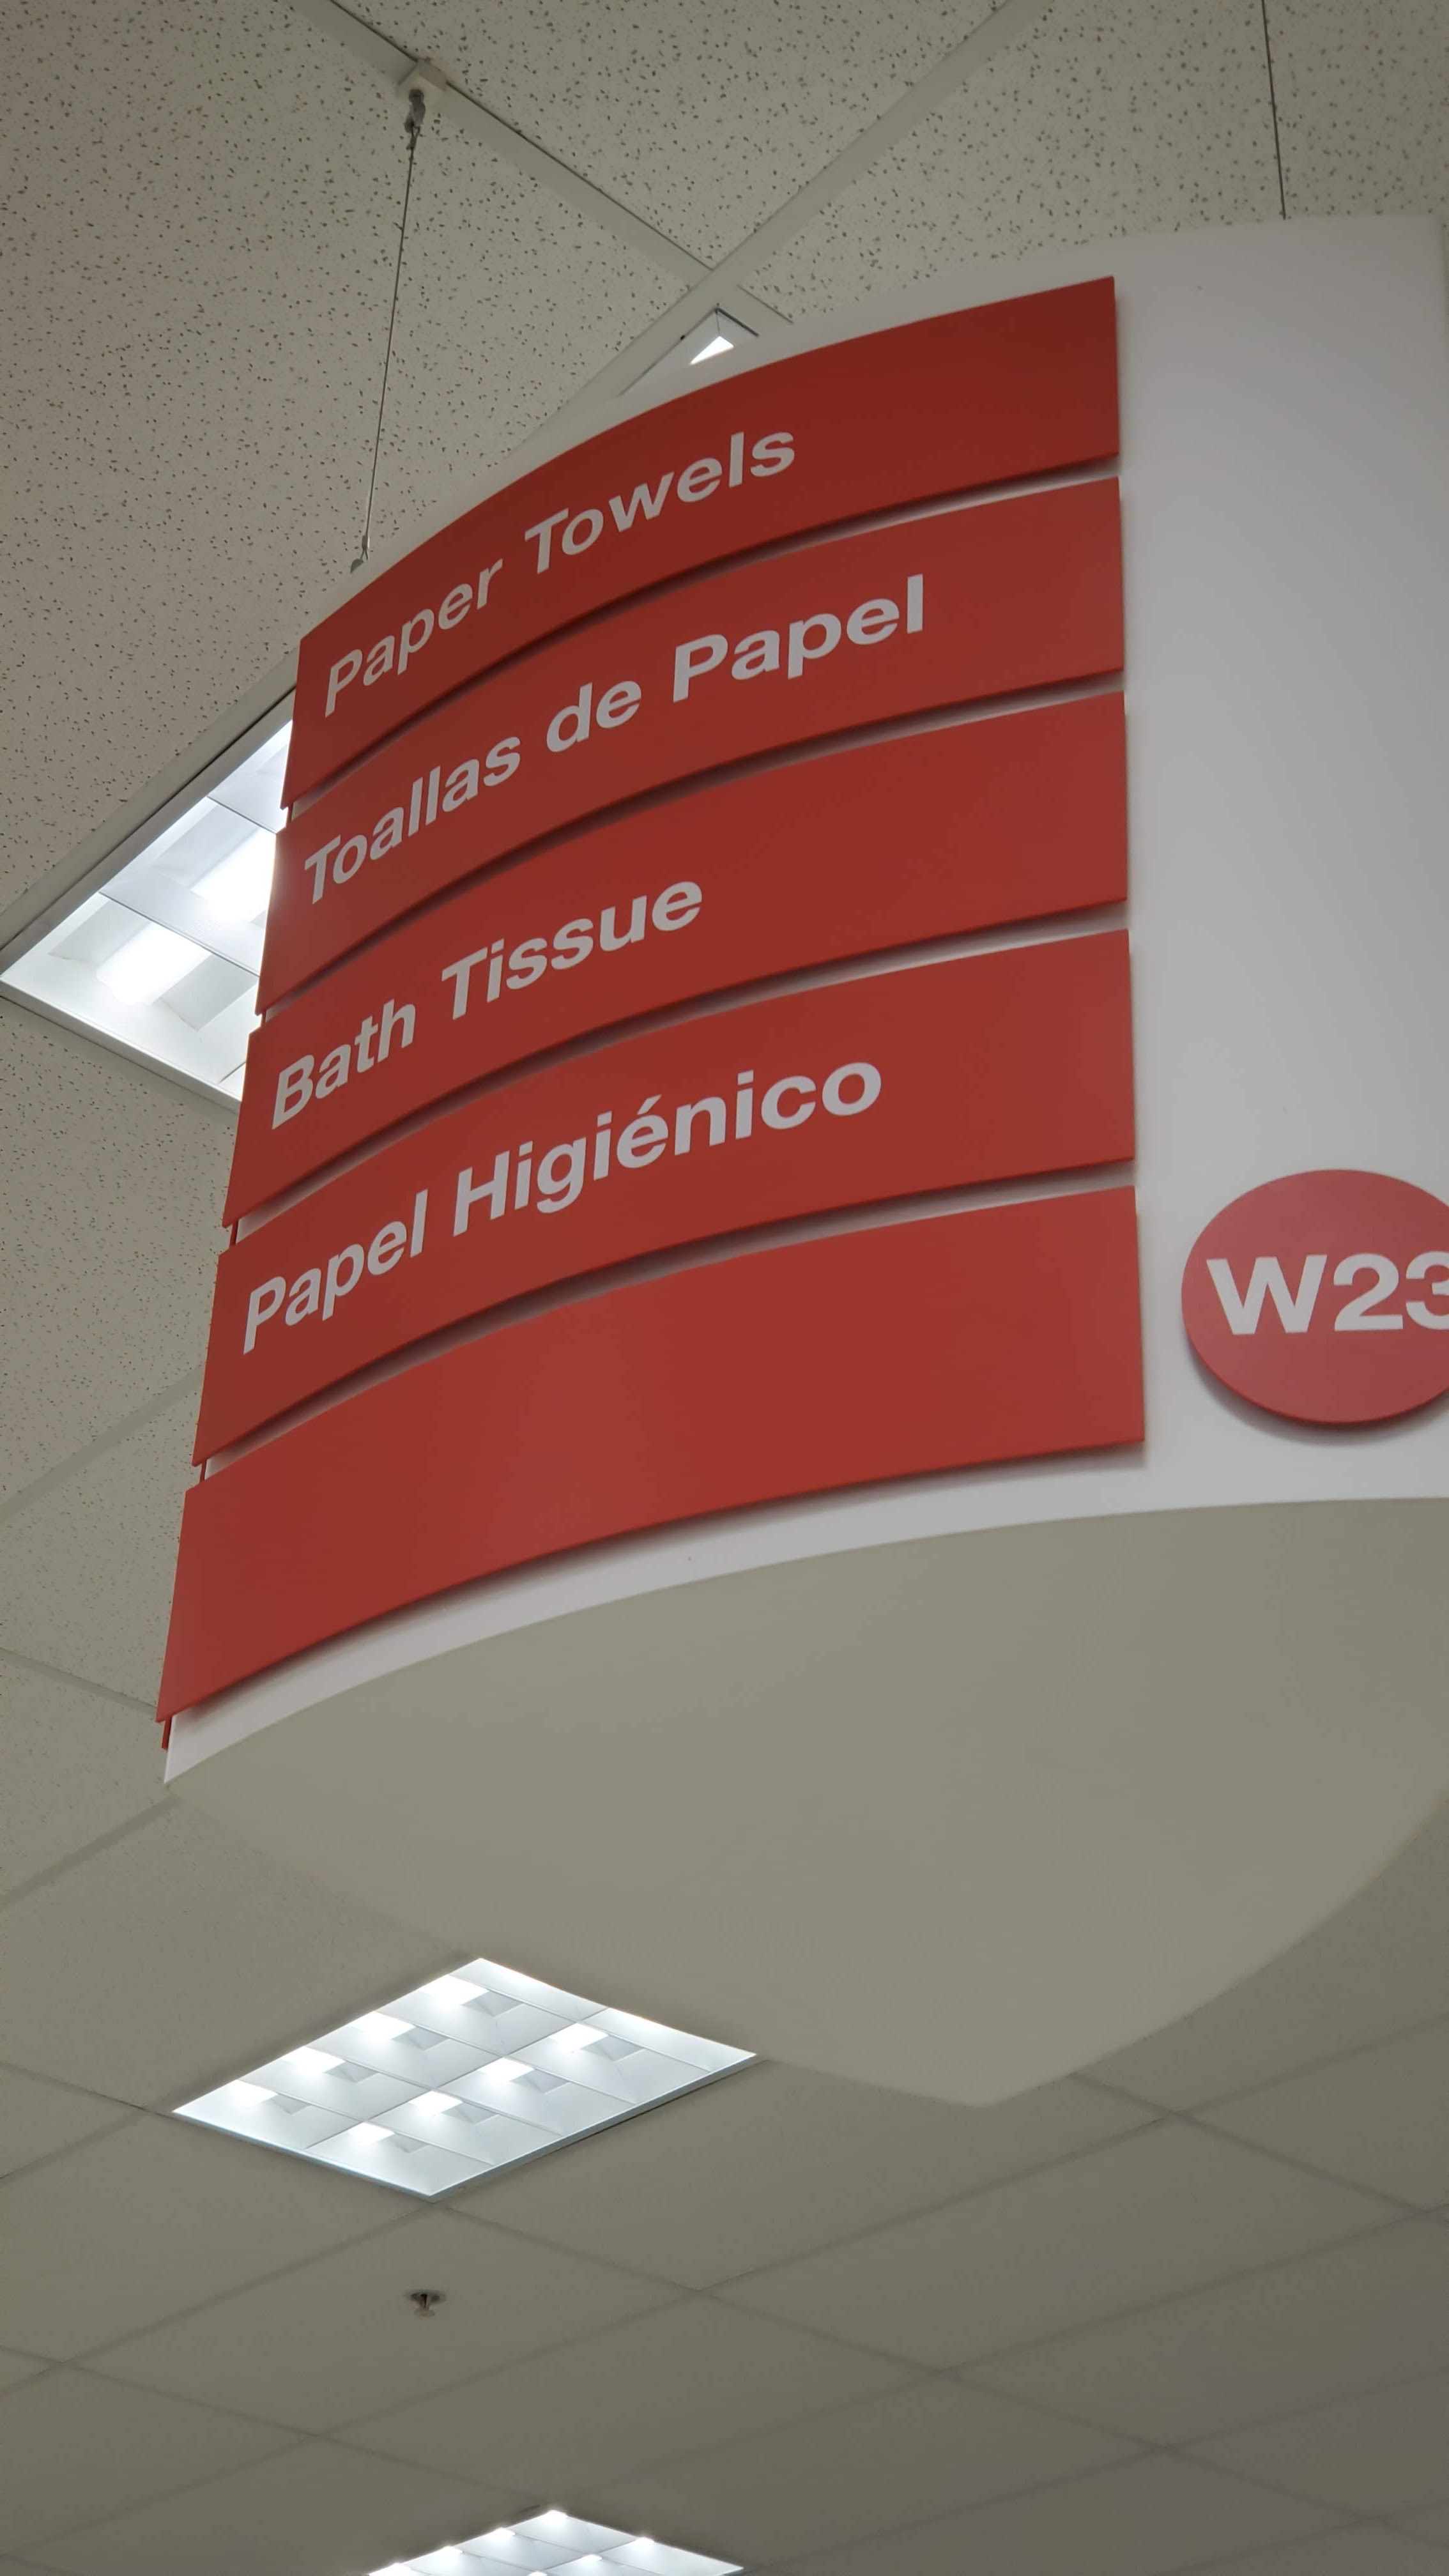 Paper Towels
Toallas de Papel
Bath Tissue
Papel Higiénico
W23